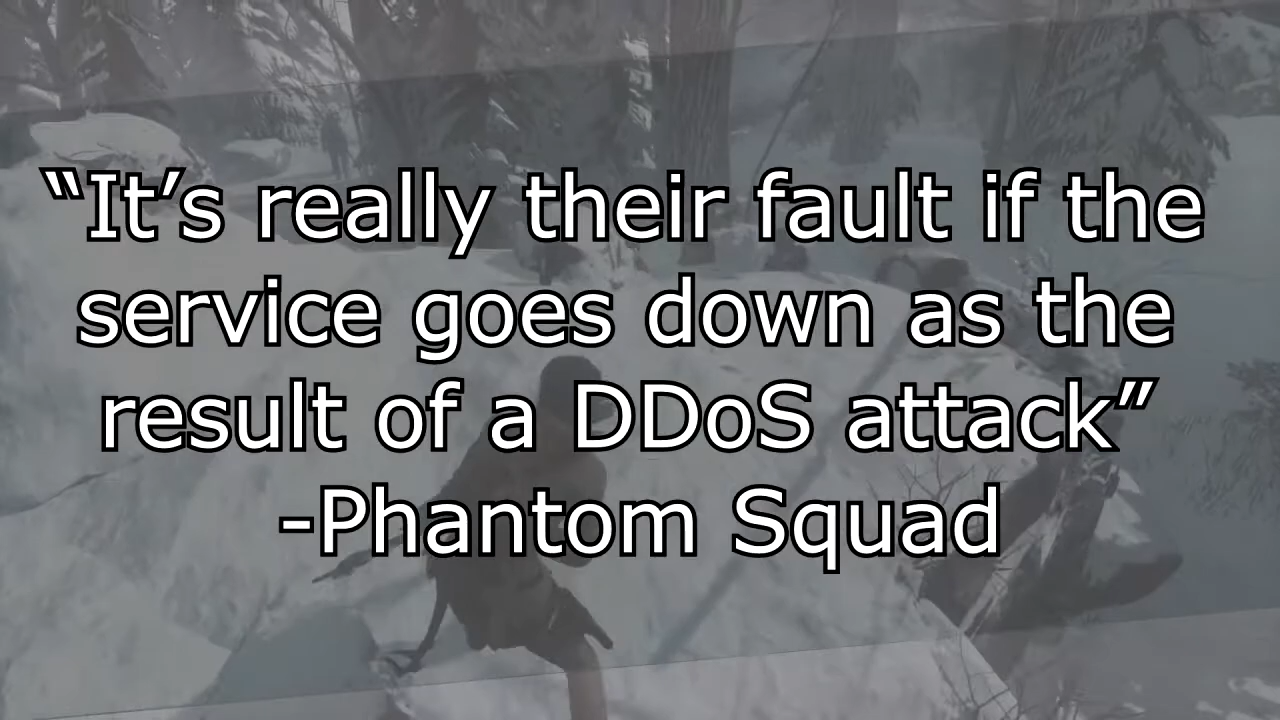 “It’s really their fault if the
service goes down as the
result of a DDoS attack”
-Phantom Squad